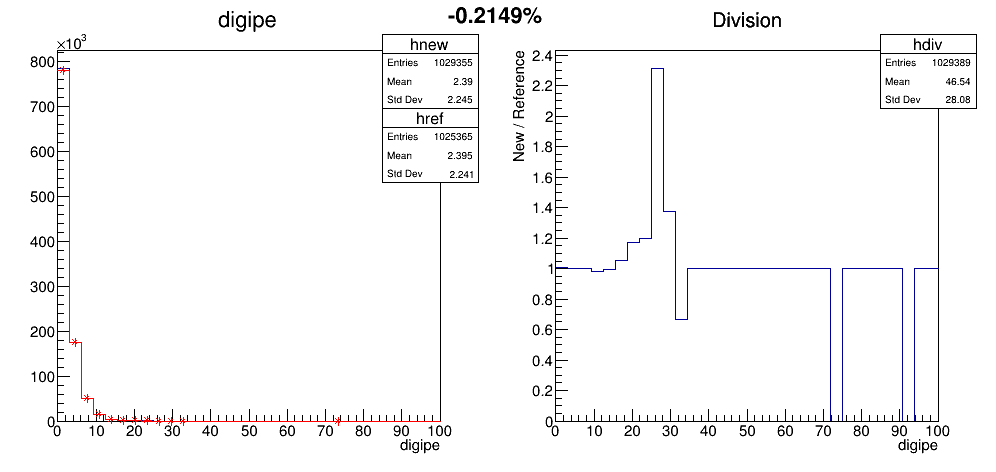 -0.2149%
digipe
×10³
800
700
600
500
400
300
200
100
0
0 10 20 30 40 50 60 70 80 90 100
digipe
hnew
Entries 1029355
Mean 2.39
Std Dev 2.245
href
Entries 1025365
Mean 2.395
Std Dev 2.241
Division
New / Reference
2.4
2.2
2
1.8
1.6
1.4
1.2
1
0.8
0.6
0.4
0.2
0
0 10 20 30 40 50 60 70 80 90 100
digipe
hdiv
Entries 1029389
Mean 46.54
Std Dev 28.08